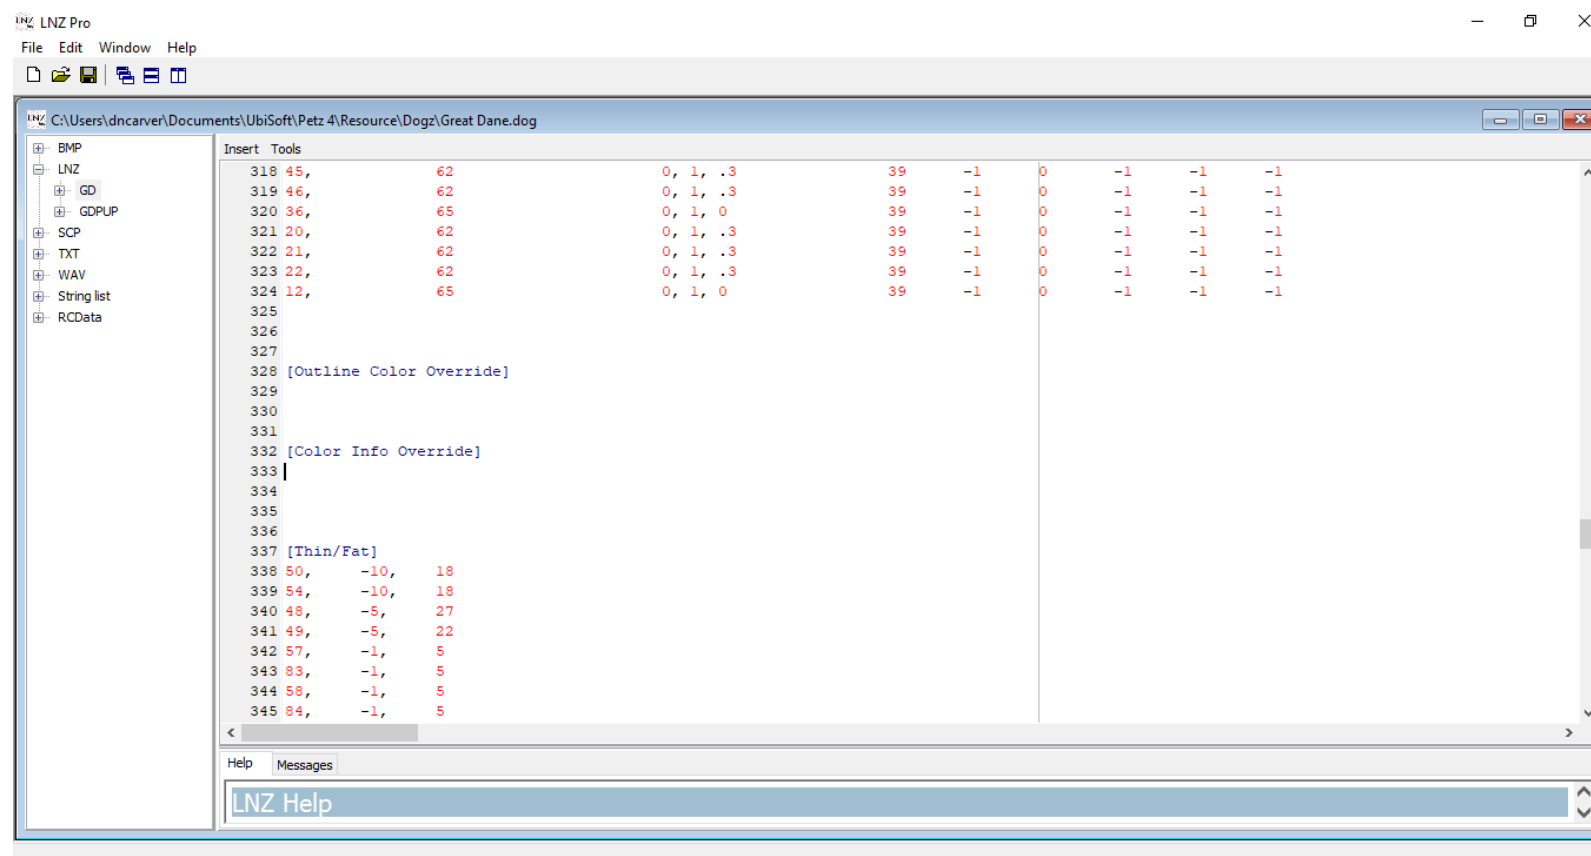 LNZ Pro
File Edit Window Help
C:\Users\dncarver\Documents\UbiSoft\Petz 4\Resource\Dogz\Great Dane.dog
BMP
LNZ
GD
GDPUP
SCP
TXT
WAV
String list
RCData
Insert Tools
318 45, 62 0, 1, .3 39 -1 0 -1 -1 -1
319 46, 62 0, 1, .3 39 -1 0 -1 -1 -1
320 36, 65 0, 1, 0 39 -1 0 -1 -1 -1
321 20, 62 0, 1, .3 39 -1 0 -1 -1 -1
322 21, 62 0, 1, .3 39 -1 0 -1 -1 -1
323 22, 62 0, 1, .3 39 -1 0 -1 -1 -1
324 12, 65 0, 1, 0 39 -1 0 -1 -1 -1
325
326
327
328 [Outline Color Override]
329
330
331
332 [Color Info Override]
333
334
335
336
337 [Thin/Fat]
338 50, -10, 18
339 54, -10, 18
340 48, -5, 27
341 49, -5, 22
342 57, -1, 5
343 83, -1, 5
344 58, -1, 5
345 84, -1, 5
Help Messages
LNZ Help